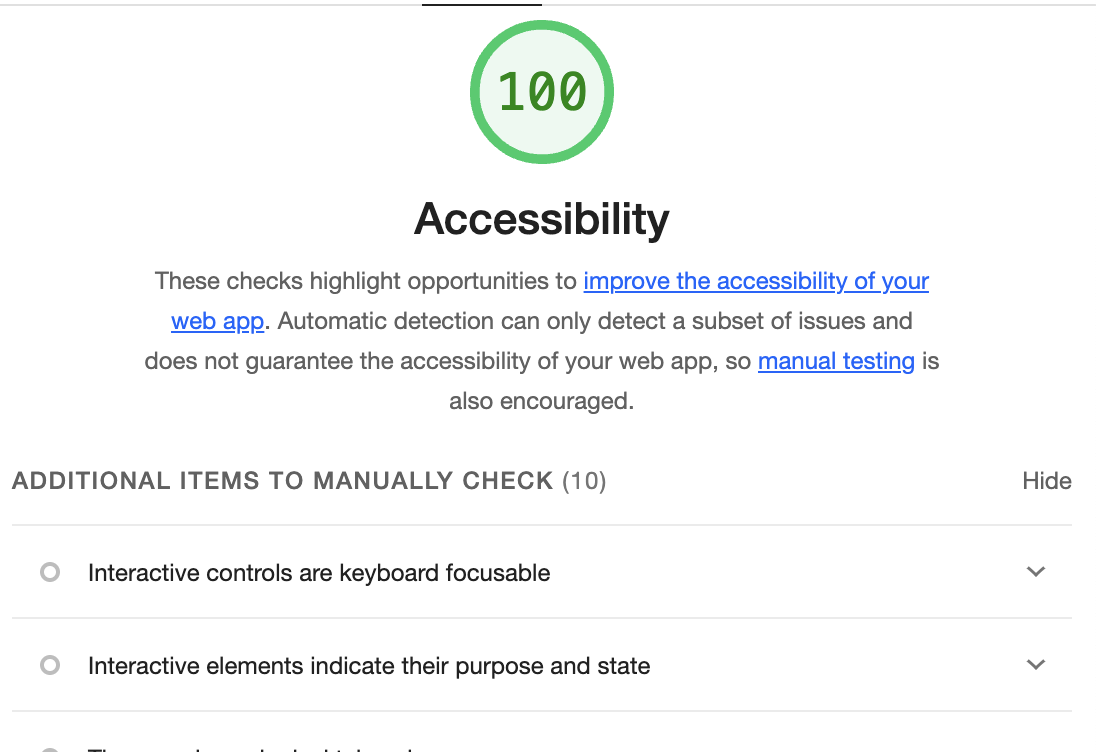 100
Accessibility
These checks highlight opportunities to improve the accessibility of your
web app. Automatic detection can only detect a subset of issues and
does not guarantee the accessibility of your web app, so manual testing is
also encouraged.
ADDITIONAL ITEMS TO MANUALLY CHECK (10) Hide
Interactive controls are keyboard focusable
Interactive elements indicate their purpose and state